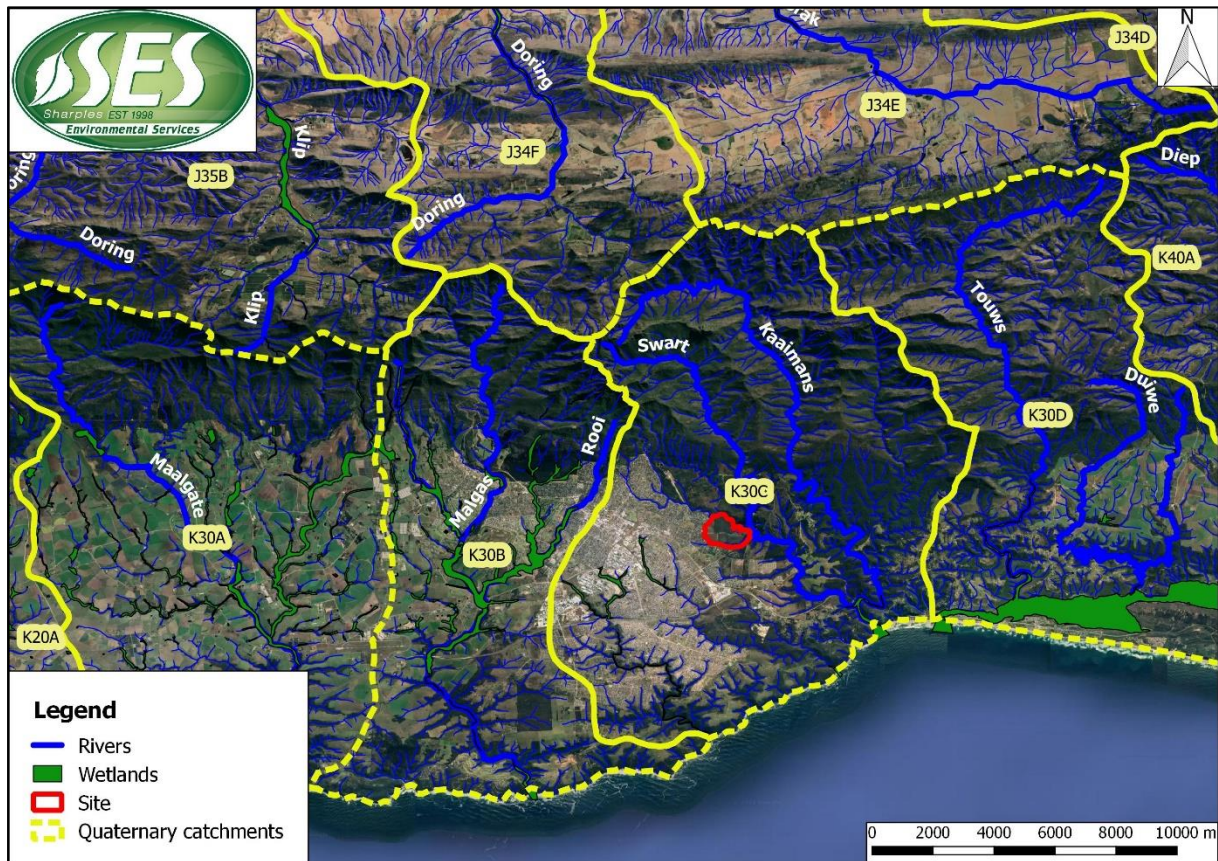 SES
Sharples EST 1998
Environmental Services
N
J34D
Doring
rak
J34E
Klip
J34F
Diep
J35B
oring
Doring
Doring
K40A
Klip
Touws
Kaaimans
Swart
Duiwe
K30D
Rooi
Maalgate
Malgas
K30C
K30A
K30B
K20A
Legend
Rivers
Wetlands
Site
Quaternary catchments
0 2000 4000 6000 8000 10000 m